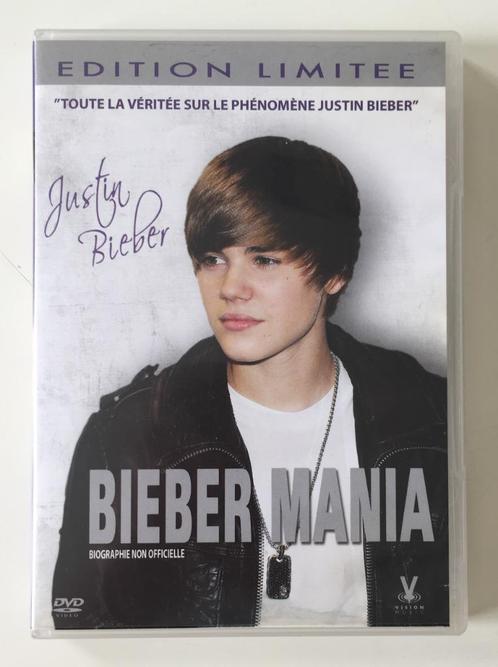 EDITION LIMITEE
"TOUTE LA VÉRITÉE SUR LE PHÉNOMÈNE JUSTIN BIEBER"
Justin
Bieber
BIEBER MANIA
BIOGRAPHIE NON OFFICIELLE
DVD
VIDEO
V
VISION
MUSIC